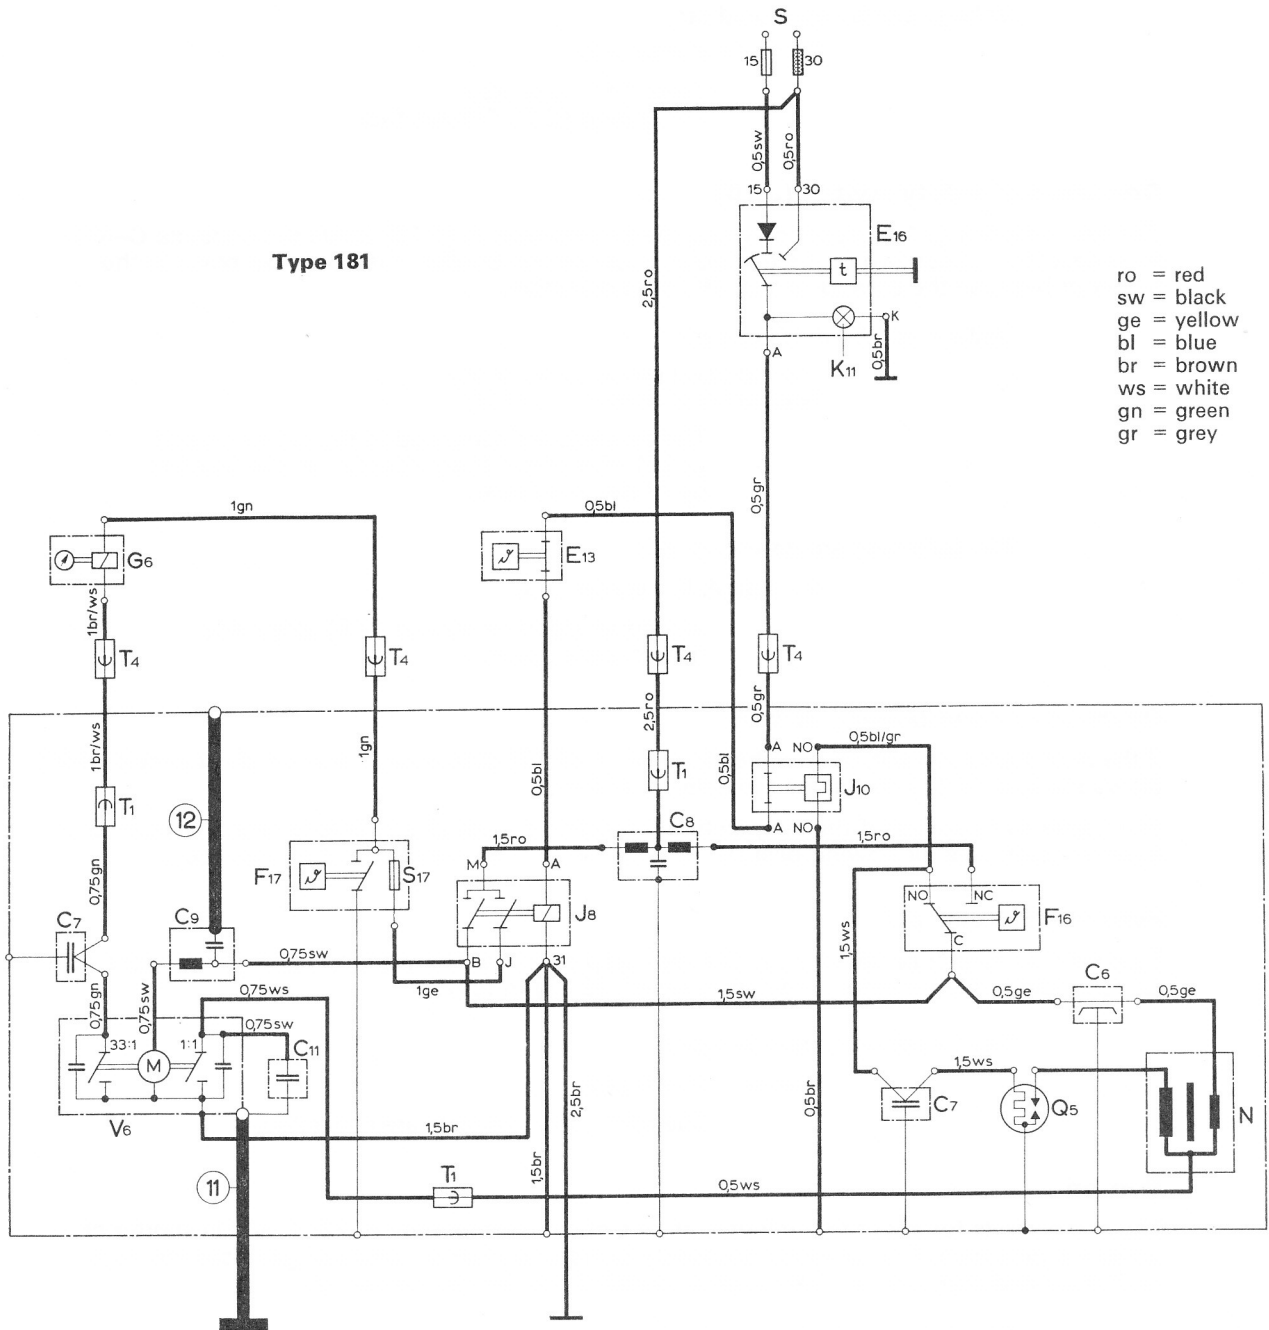 S
15
30
0,5sw
0,5ro
15
30
E16
t
K
K11
0,5br
A
Type 181
ro = red
sw = black
ge = yellow
bl = blue
br = brown
ws = white
gn = green
gr = grey
2,5ro
0,5gr
1gn
0,5bl
G6
E13
1br/ws
T4
T4
T4
T4
2,5ro
0,5gr
1br/ws
1gn
0,5bl
0,5bl
A
NO
0,5bl/gr
T1
T1
J10
12
C8
A
NO
1,5ro
1,5ro
0,75gn
F17
S17
M
A
J8
NO
NC
F16
C
C7
C9
0,75sw
B
J
31
1ge
1,5ws
1,5sw
0,5ge
C6
0,5ge
0,75gn
0,75sw
0,75ws
0,75sw
33:1
M
1:1
C11
V6
1,5ws
C7
Q5
N
2,5br
0,5br
1,5br
1,5br
11
T1
0,5ws